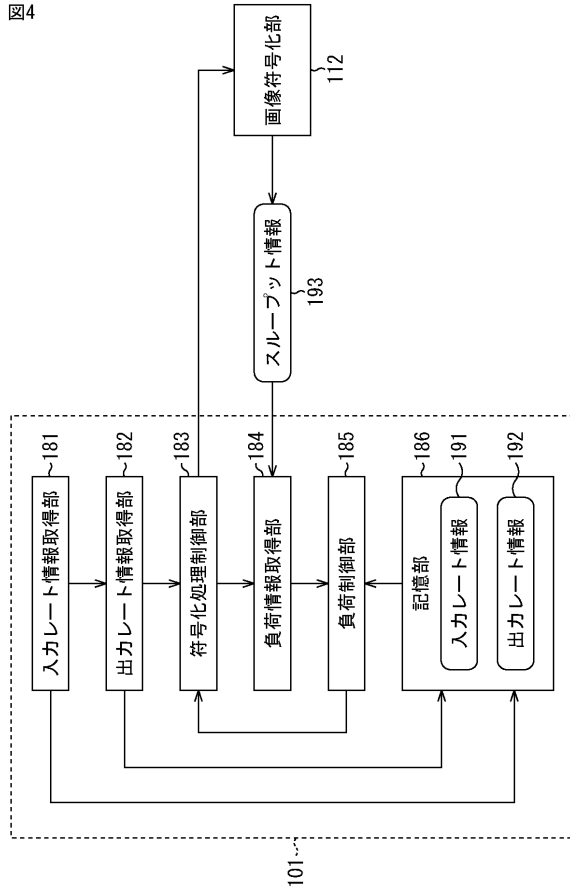 図4
101
入力レート情報取得部
181
出力レート情報取得部
182
符号化処理制御部
183
負荷情報取得部
184
負荷制御部
185
記憶部
186
入力レート情報
191
出力レート情報
192
スループット情報
193
画像符号化部
112